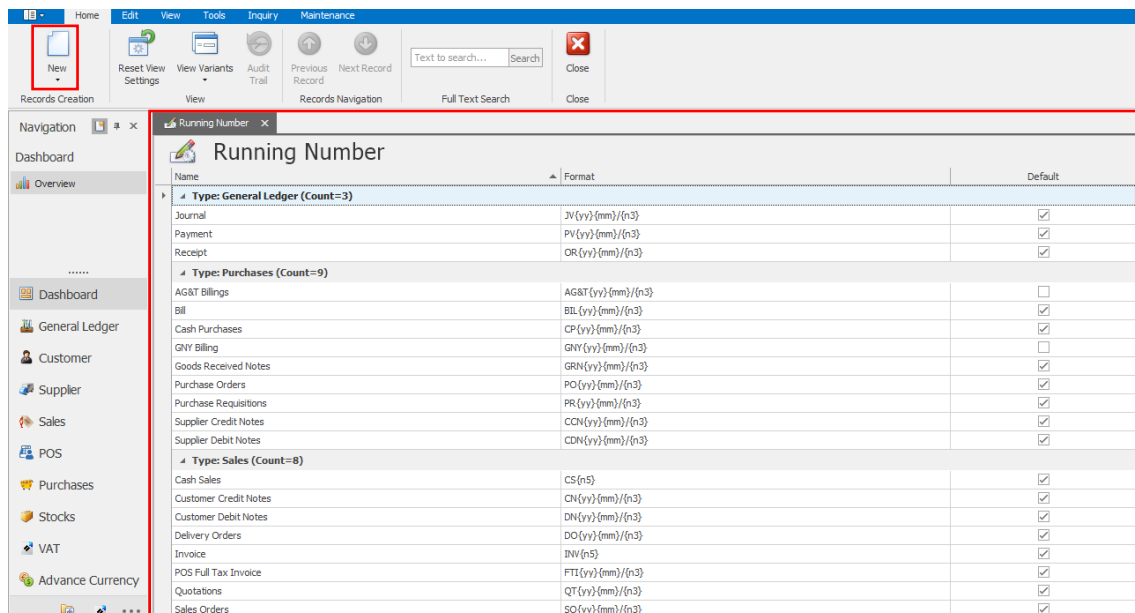 Home Edit View Tools Inquiry Maintenance
New
Reset View Settings
View Variants
Audit Trail
Previous Record
Next Record
Text to search... Search
Close
Records Creation View Records Navigation Full Text Search Close
Navigation
Dashboard
Overview
......
Dashboard
General Ledger
Customer
Supplier
Sales
POS
Purchases
Stocks
VAT
Advance Currency
Running Number
Running Number
Name Format Default
Type: General Ledger (Count=3)
Journal JV{yy}{mm}/{n3}
Payment PV{yy}{mm}/{n3}
Receipt OR{yy}{mm}/{n3}
Type: Purchases (Count=9)
AG&T Billings AG&T{yy}{mm}/{n3}
Bill BIL{yy}{mm}/{n3}
Cash Purchases CP{yy}{mm}/{n3}
GNY Billing GNY{yy}{mm}/{n3}
Goods Received Notes GRN{yy}{mm}/{n3}
Purchase Orders PO{yy}{mm}/{n3}
Purchase Requisitions PR{yy}{mm}/{n3}
Supplier Credit Notes CCN{yy}{mm}/{n3}
Supplier Debit Notes CDN{yy}{mm}/{n3}
Type: Sales (Count=8)
Cash Sales CS{n5}
Customer Credit Notes CN{yy}{mm}/{n3}
Customer Debit Notes DN{yy}{mm}/{n3}
Delivery Orders DO{yy}{mm}/{n3}
Invoice INV{n5}
POS Full Tax Invoice FTI{yy}{mm}/{n3}
Quotations QT{yy}{mm}/{n3}
Sales Orders SO{yy}{mm}/{n3}